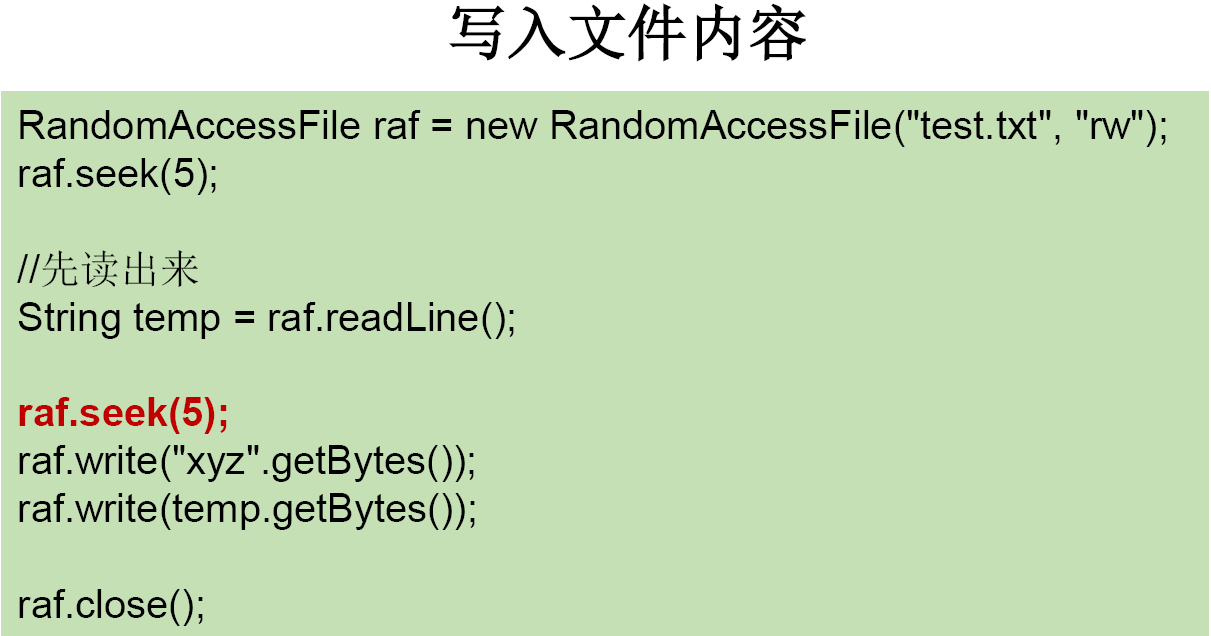 写入文件内容
RandomAccessFile raf = new RandomAccessFile("test.txt", "rw");
raf.seek(5);
//先读出来
String temp = raf.readLine();
raf.seek(5);
raf.write("xyz".getBytes());
raf.write(temp.getBytes());
raf.close();